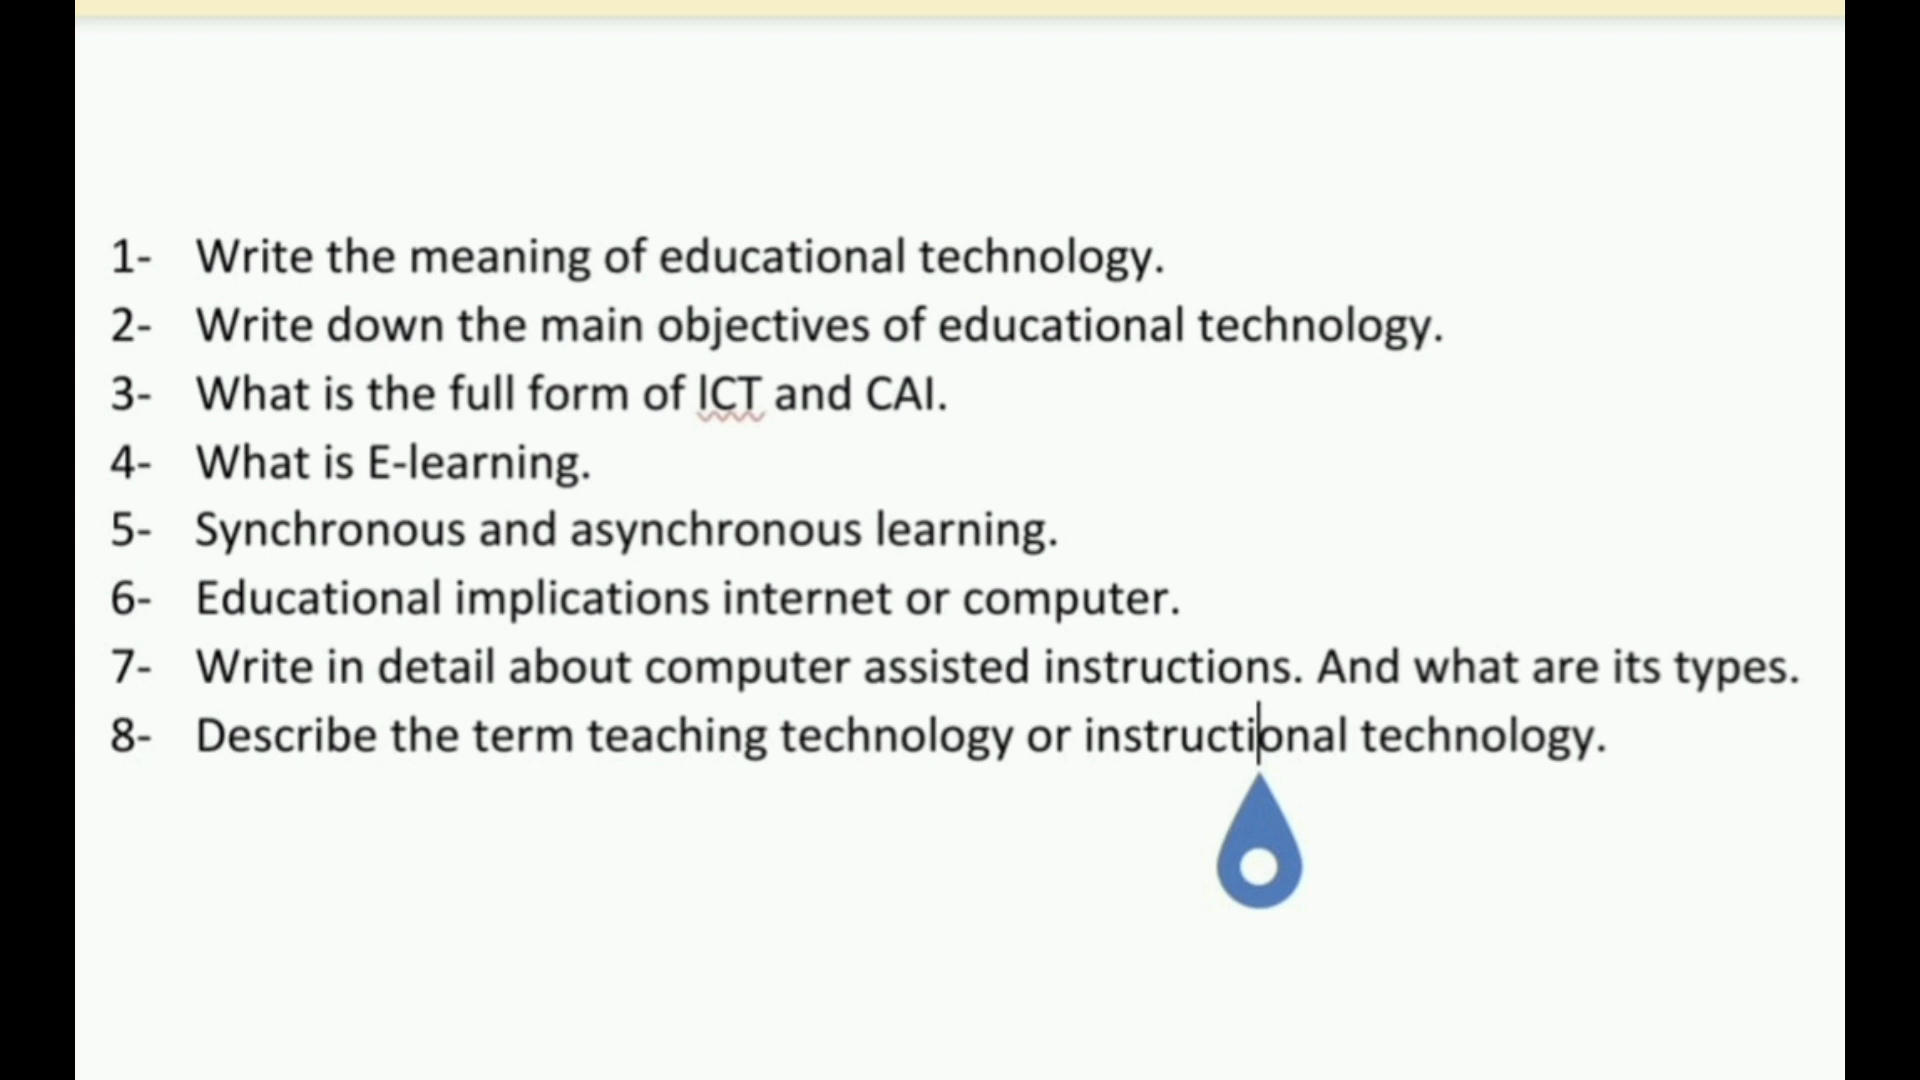 1- Write the meaning of educational technology.
2- Write down the main objectives of educational technology.
3- What is the full form of lCT and CAI.
4- What is E-learning.
5- Synchronous and asynchronous learning.
6- Educational implications internet or computer.
7- Write in detail about computer assisted instructions. And what are its types.
8- Describe the term teaching technology or instructional technology.